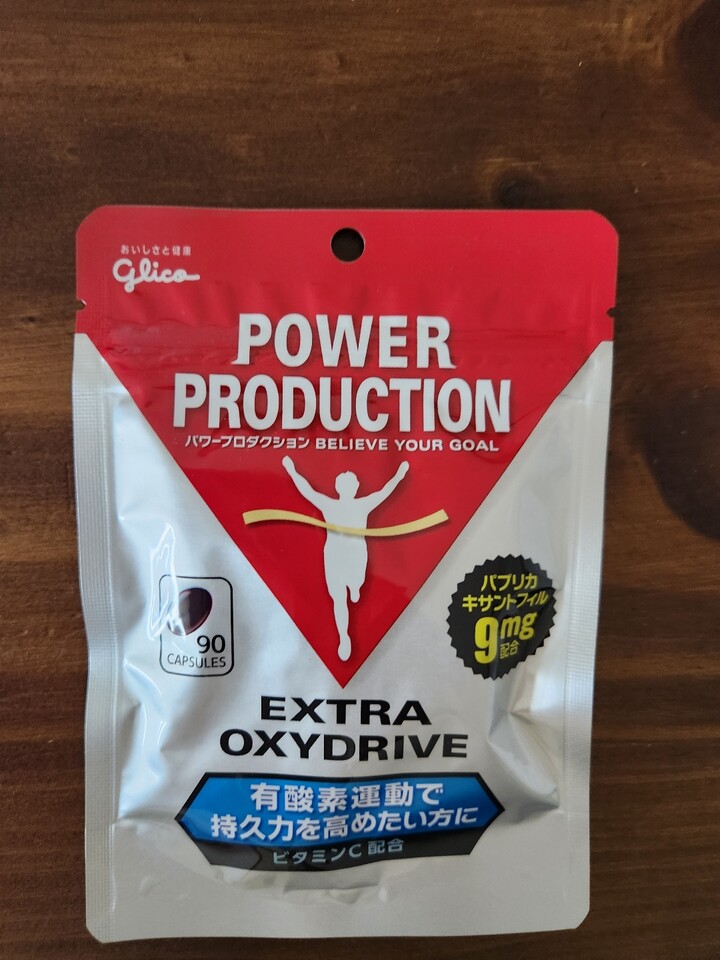 おいしさと健康
glico
POWER
PRODUCTION
パワープロダクション BELIEVE YOUR GOAL
90
CAPSULES
パプリカ
キサントフィル
9mg
配合
EXTRA
OXYDRIVE
有酸素運動で
持久力を高めたい方に
ビタミンC配合